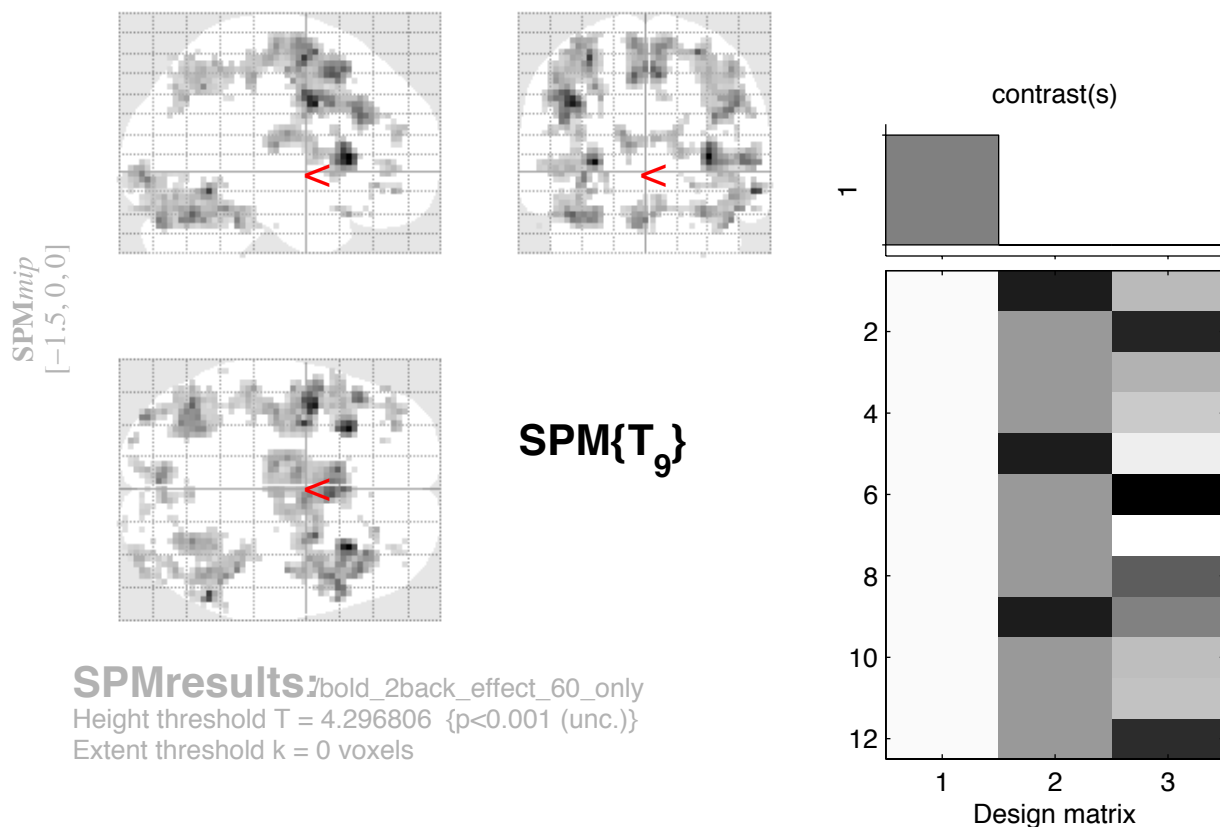 SPMmip
[−1.5, 0, 0]
<
<
<
SPM{T9}
SPMresults: ./bold_2back_effect_60_only
Height threshold T = 4.296806 {p<0.001 (unc.)}
Extent threshold k = 0 voxels
contrast(s)
1
2
4
6
8
10
12
1 2 3
Design matrix